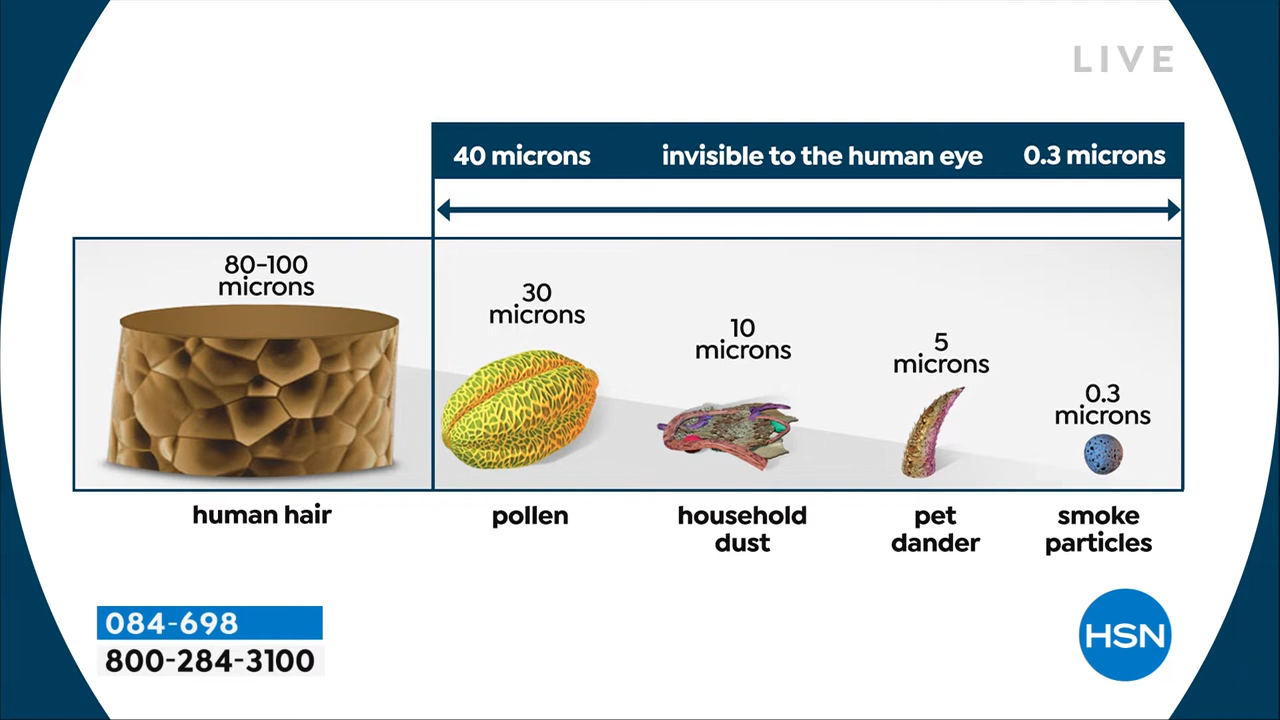 LIVE
40 microns invisible to the human eye 0.3 microns
80-100
microns
30
microns
10
microns
5
microns
0.3
microns
human hair
pollen
household
dust
pet
dander
smoke
particles
084-698
800-284-3100
HSN